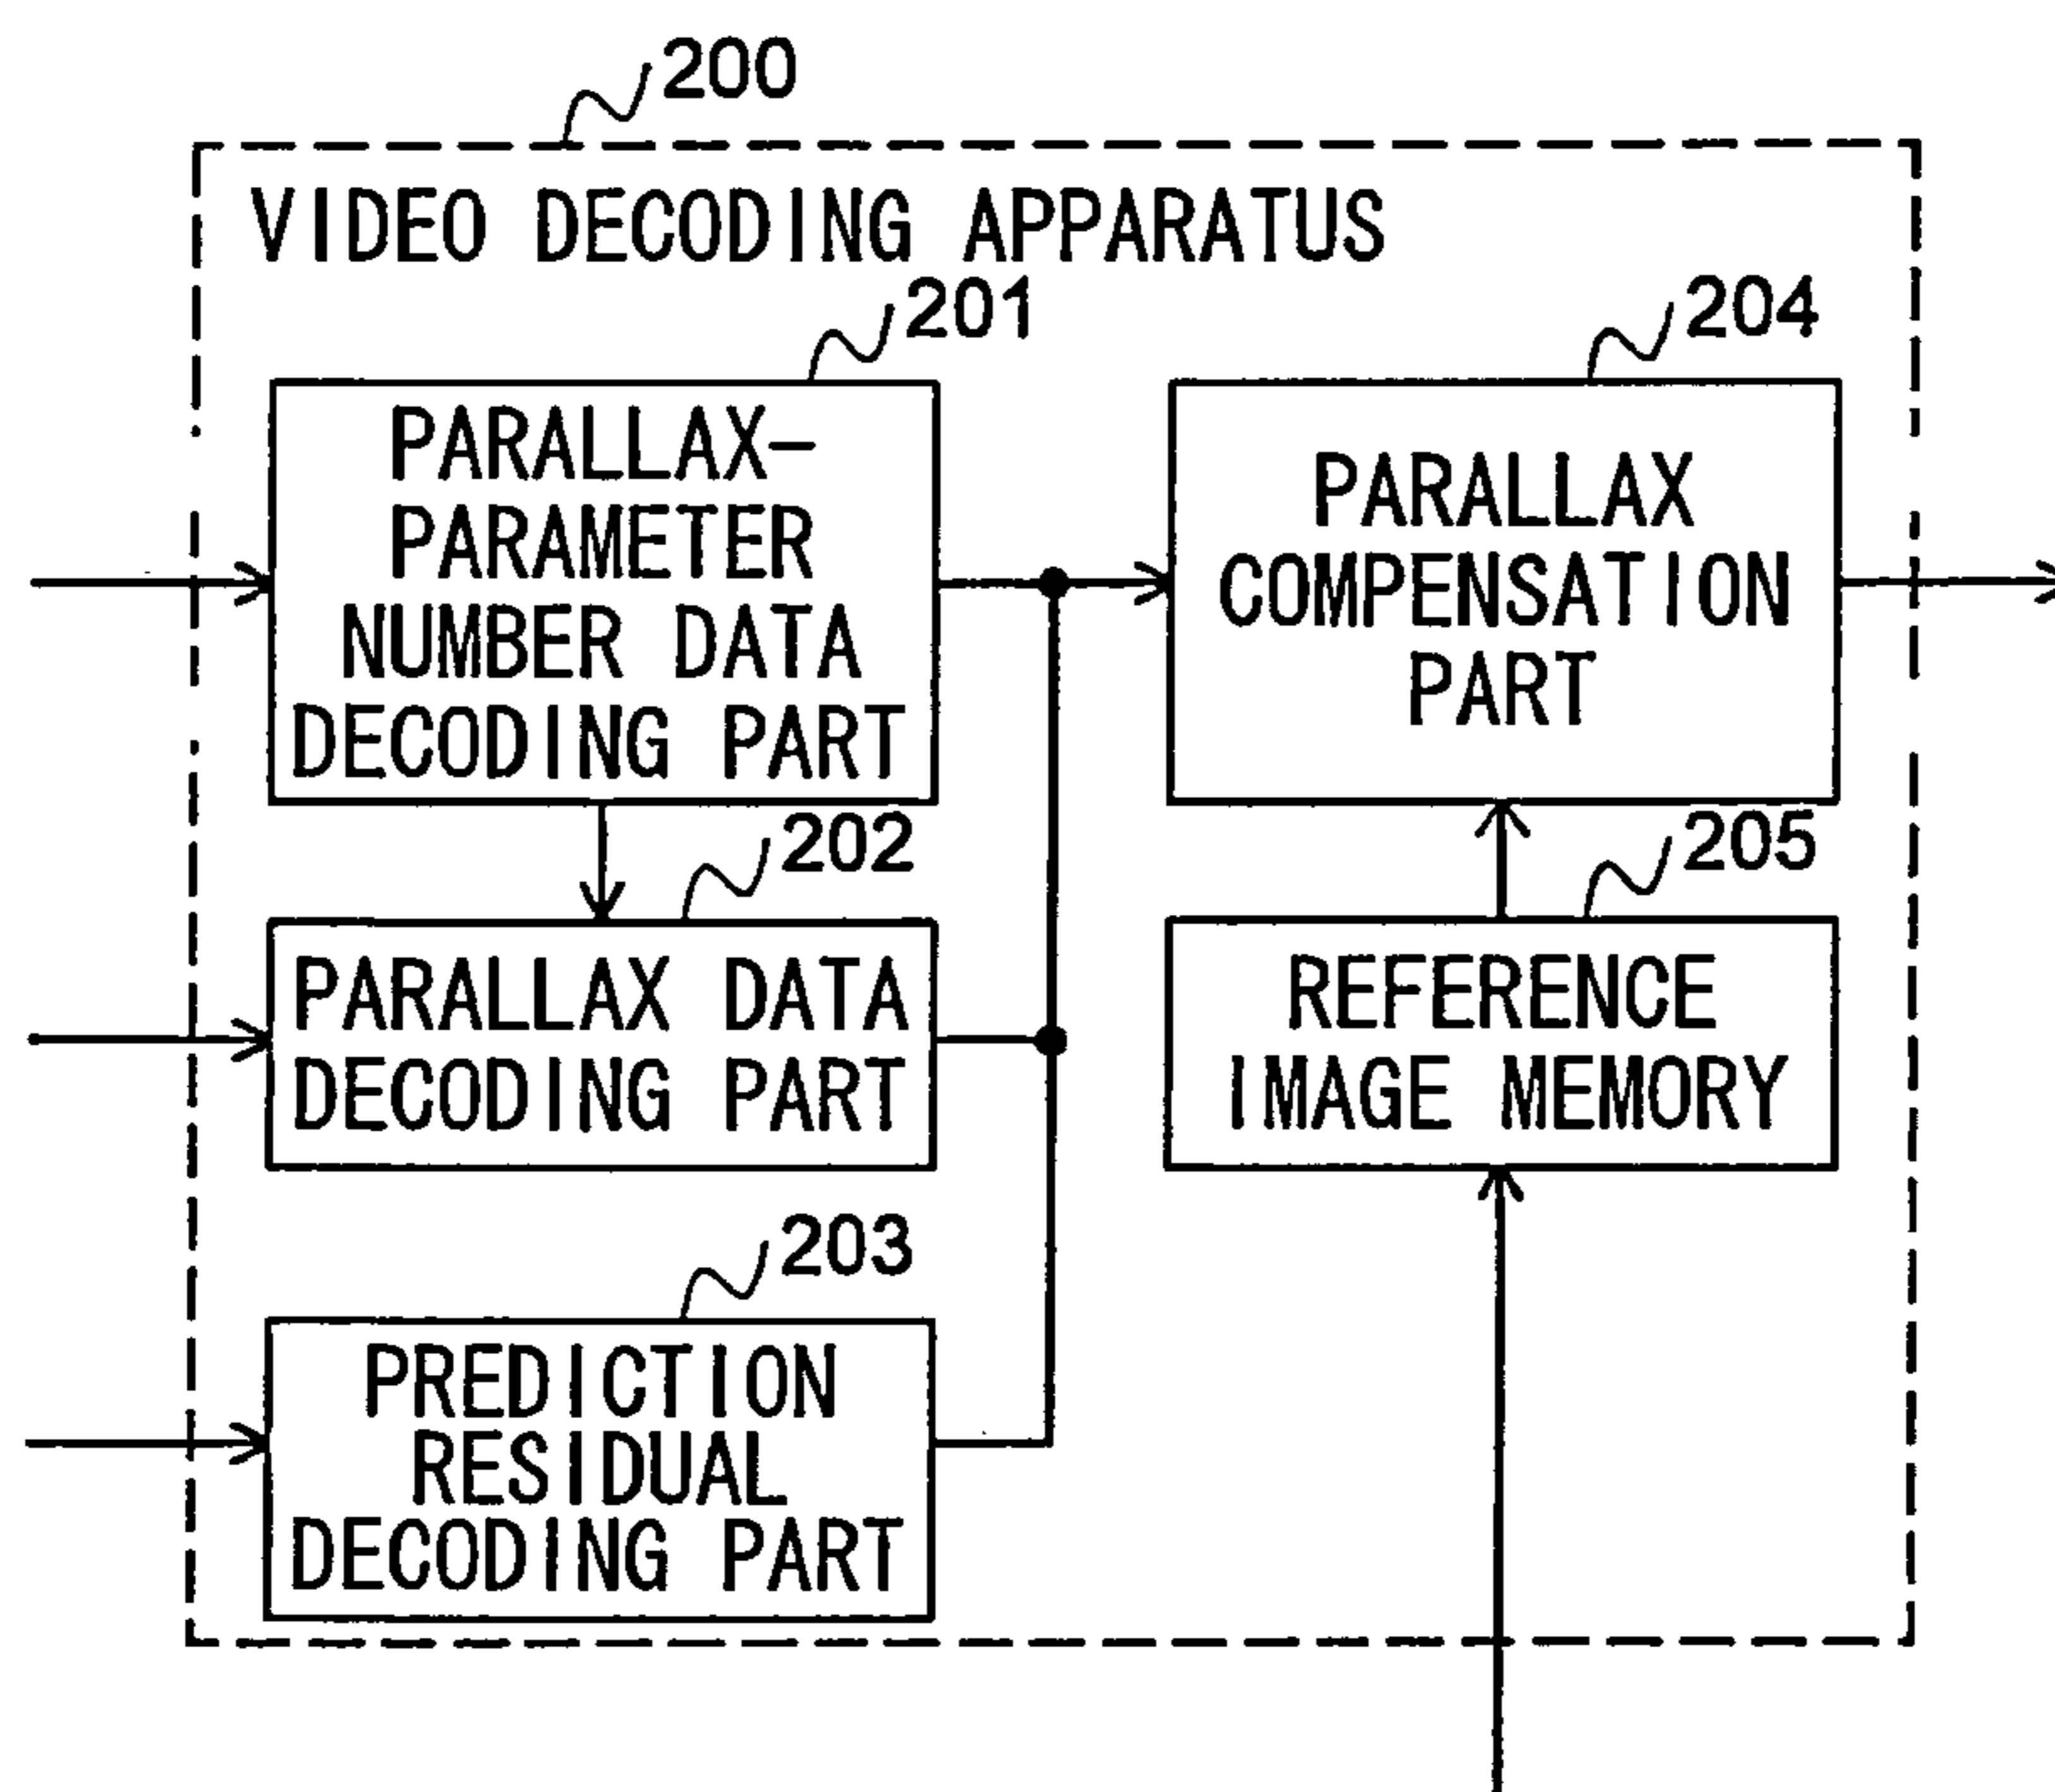 200
VIDEO DECODING APPARATUS
201
PARALLAX-
PARAMETER
NUMBER DATA
DECODING PART
204
PARALLAX
COMPENSATION
PART
202
PARALLAX DATA
DECODING PART
205
REFERENCE
IMAGE MEMORY
203
PREDICTION
RESIDUAL
DECODING PART